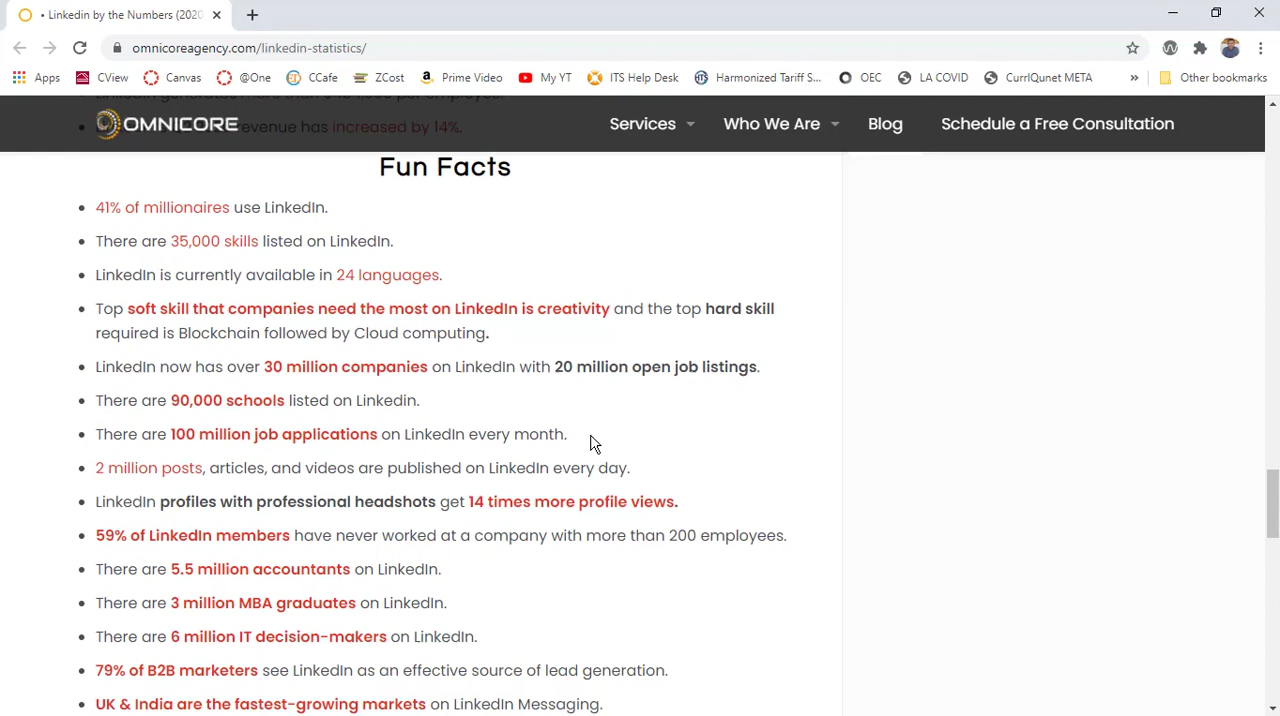 • Linkedin by the Numbers (2020
omnicoreagency.com/linkedin-statistics/
Apps CView Canvas @One CCafe ZCost Prime Video My YT ITS Help Desk Harmonized Tariff S... OEC LA COVID CurrIQunet META » Other bookmarks
OMNICORE Services Who We Are Blog Schedule a Free Consultation
revenue has increased by 14%.
Fun Facts
• 41% of millionaires use LinkedIn.
• There are 35,000 skills listed on LinkedIn.
• LinkedIn is currently available in 24 languages.
• Top soft skill that companies need the most on LinkedIn is creativity and the top hard skill
required is Blockchain followed by Cloud computing.
• LinkedIn now has over 30 million companies on LinkedIn with 20 million open job listings.
• There are 90,000 schools listed on Linkedin.
• There are 100 million job applications on LinkedIn every month.
• 2 million posts, articles, and videos are published on LinkedIn every day.
• LinkedIn profiles with professional headshots get 14 times more profile views.
• 59% of LinkedIn members have never worked at a company with more than 200 employees.
• There are 5.5 million accountants on LinkedIn.
• There are 3 million MBA graduates on LinkedIn.
• There are 6 million IT decision-makers on LinkedIn.
• 79% of B2B marketers see LinkedIn as an effective source of lead generation.
• UK & India are the fastest-growing markets on LinkedIn Messaging.